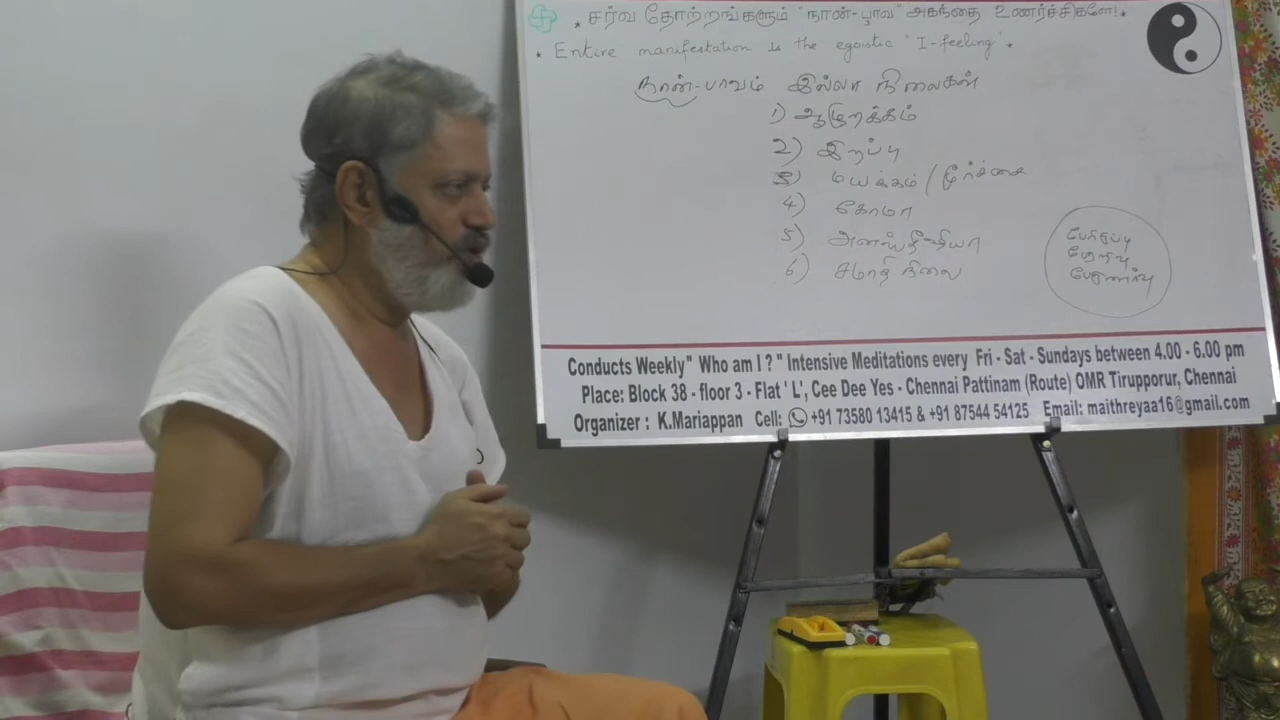 * சர்வ தோற்றங்களும் "நான்-பாவ" அகந்தை உணர்ச்சிகளே! *
* Entire manifestation is the egoistic "I-feeling" *
நான்-பாவம் இல்லா நிலைகள்
1) ஆழுறக்கம்
2) இறப்பு
3) மயக்கம் / மூர்ச்சை
4) கோமா
5) அனஸ்தீஷியா
6) சமாதி நிலை
பேரிருப்பு
பேரறிவு
பேருணர்வு
Conducts Weekly" Who am I ? " Intensive Meditations every Fri - Sat - Sundays between 4.00 - 6.00 pm
Place: Block 38 - floor 3 - Flat ' L', Cee Dee Yes - Chennai Pattinam (Route) OMR Tirupporur, Chennai
Organizer : K.Mariappan Cell: +91 73580 13415 & +91 87544 54125 Email: maithreyaa16@gmail.com